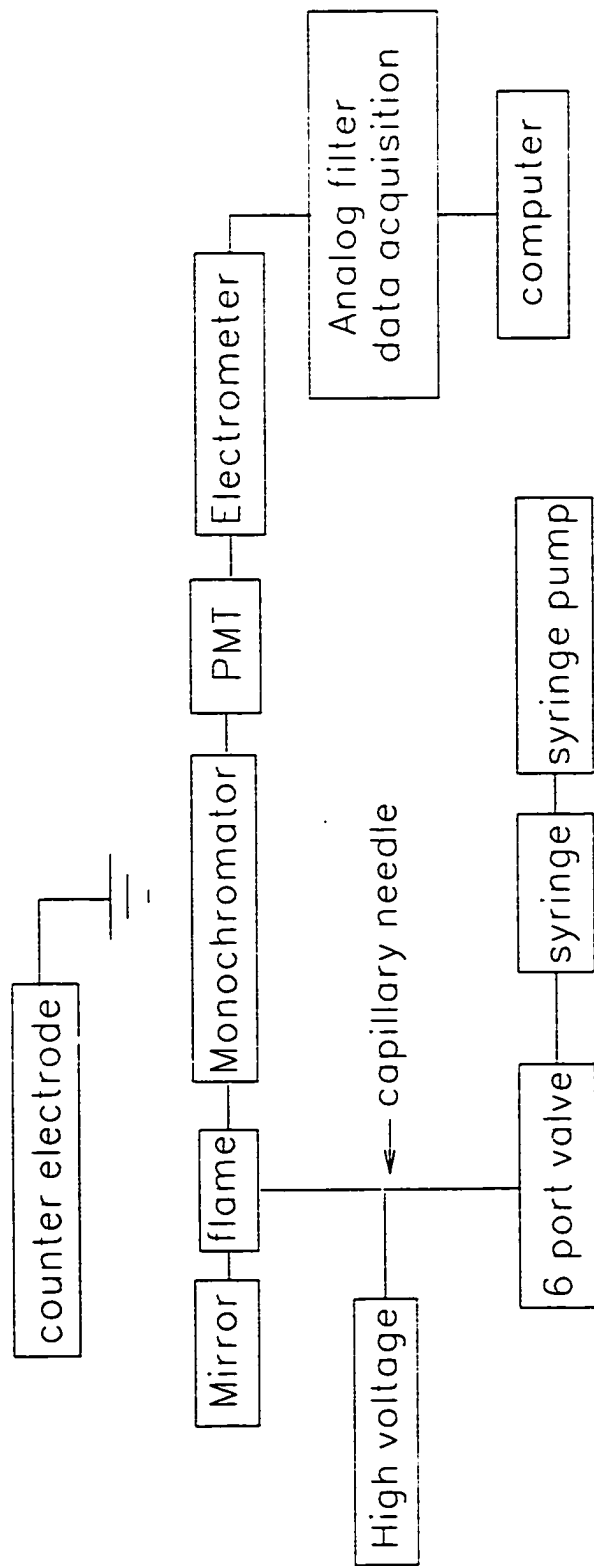 counter electrode
Mirror
flame
Monochromator
PMT
Electrometer
Analog filter
data acquisition
computer
High voltage
capillary needle
6 port valve
syringe
syringe pump